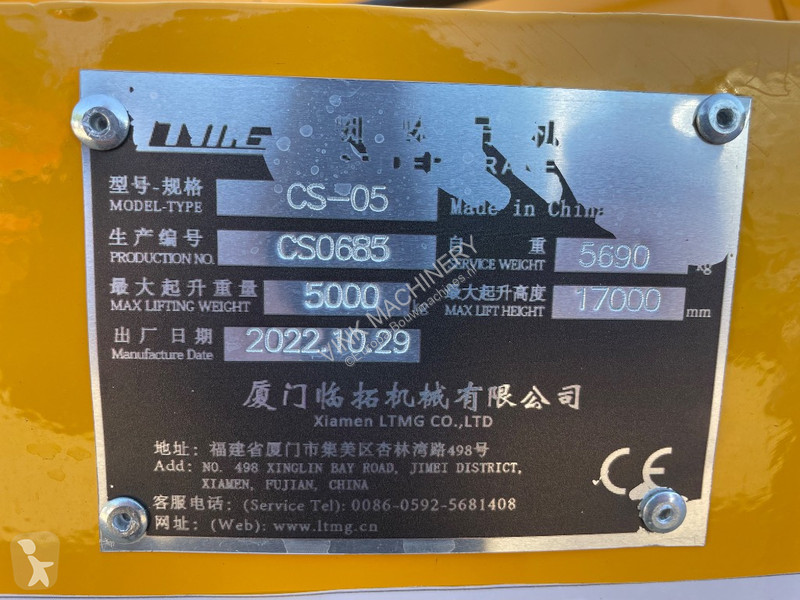 LTMG
型号-规格 CS-05
MODEL-TYPE Made in China
生产编号 CS0685 自 重 5690 kg
PRODUCTION NO. SERVICE WEIGHT
最大起升重量 5000 最大起升高度 17000 mm
MAX LIFTING WEIGHT MAX LIFT HEIGHT
出厂日期 2022.10.29
Manufacture Date
VINK MACHINERY
厦门临拓机械有限公司
Xiamen LTMG CO.,LTD
地址: 福建省厦门市集美区杏林湾路498号
Add: NO. 498 XINGLIN BAY ROAD, JIMEI DISTRICT,
XIAMEN, FUJIAN, CHINA
客服电话: (Service Tel): 0086-0592-5681408
网址: (Web): www.ltmg.cn
CE